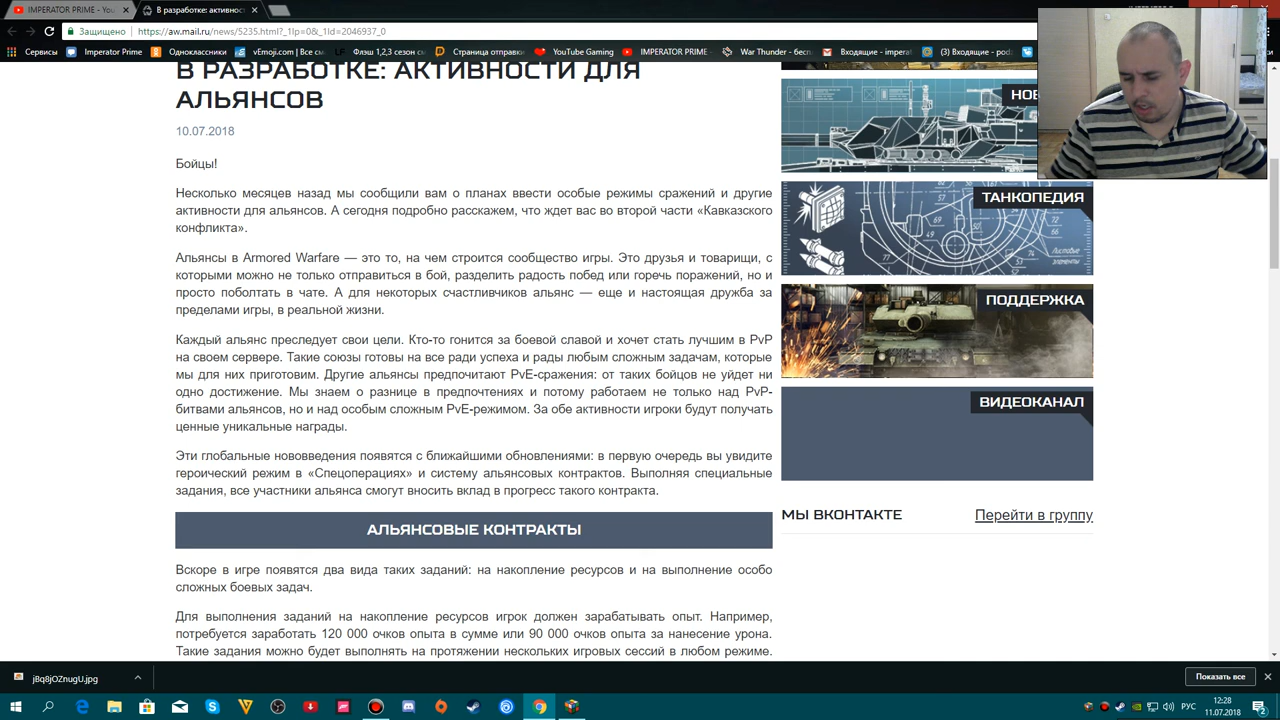 IMPERATOR PRIME - You
В разработке: активност
Защищено
https://aw.mail.ru/news/5235.html?_1lp=0&_1ld=2046937_0
Сервисы
Imperator Prime
Одноклассники
vEmoji.com | Все см
Флэш 1,2,3 сезон см
Страница отправки
YouTube Gaming
IMPERATOR PRIME -
War Thunder - бесп
Входящие - imperat
(3) Входящие - pod
В РАЗРАБОТКЕ: АКТИВНОСТИ ДЛЯ
АЛЬЯНСОВ
10.07.2018
Бойцы!
Несколько месяцев назад мы сообщили вам о планах ввести особые режимы сражений и другие
активности для альянсов. А сегодня подробно расскажем, что ждет вас во второй части «Кавказского
конфликта».
Альянсы в Armored Warfare — это то, на чем строится сообщество игры. Это друзья и товарищи, с
которыми можно не только отправиться в бой, разделить радость побед или горечь поражений, но и
просто поболтать в чате. А для некоторых счастливчиков альянс — еще и настоящая дружба за
пределами игры, в реальной жизни.
Каждый альянс преследует свои цели. Кто-то гонится за боевой славой и хочет стать лучшим в PvP
на своем сервере. Такие союзы готовы на все ради успеха и рады любым сложным задачам, которые
мы для них приготовим. Другие альянсы предпочитают PvE-сражения: от таких бойцов не уйдет ни
одно достижение. Мы знаем о разнице в предпочтениях и потому работаем не только над PvP-
битвами альянсов, но и над особым сложным PvE-режимом. За обе активности игроки будут получать
ценные уникальные награды.
Эти глобальные нововведения появятся с ближайшими обновлениями: в первую очередь вы увидите
героический режим в «Спецоперациях» и систему альянсовых контрактов. Выполняя специальные
задания, все участники альянса смогут вносить вклад в прогресс такого контракта.
АЛЬЯНСОВЫЕ КОНТРАКТЫ
Вскоре в игре появятся два вида таких заданий: на накопление ресурсов и на выполнение особо
сложных боевых задач.
Для выполнения заданий на накопление ресурсов игрок должен зарабатывать опыт. Например,
потребуется заработать 120 000 очков опыта в сумме или 90 000 очков опыта за нанесение урона.
Такие задания можно будет выполнять на протяжении нескольких игровых сессий в любом режиме.
НОВ
ТАНКОПЕДИЯ
ПОДДЕРЖКА
ВИДЕОКАНАЛ
МЫ ВКОНТАКТЕ
Перейти в группу
jBq8jOZnugU.jpg
Показать все
РУС
12:28
11.07.2018
2